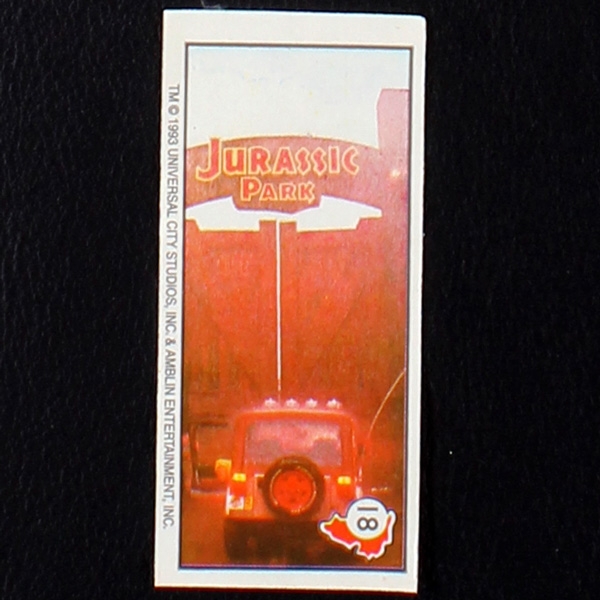 JURASSIC
PARK
TM © 1993 UNIVERSAL CITY STUDIOS, INC. & AMBLIN ENTERTAINMENT, INC.
18